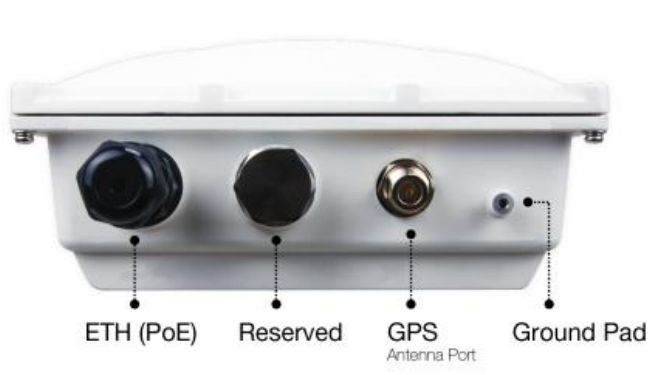 ETH (PoE)
Reserved
GPS
Antenna Port
Ground Pad